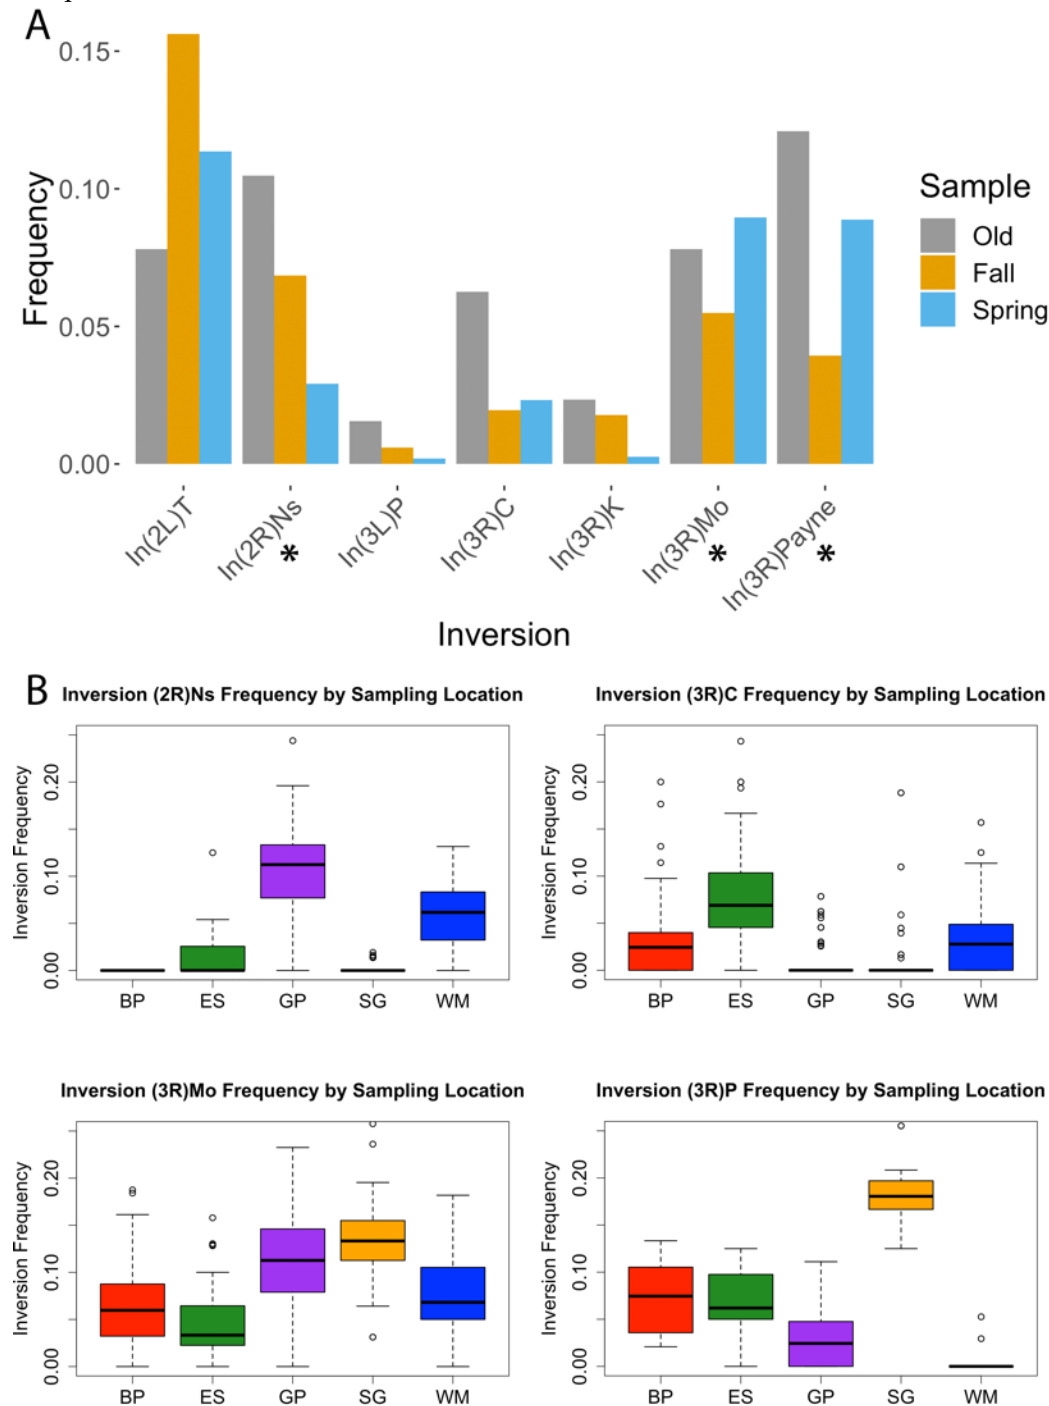 A
0.15
0.10
0.05
0.00
Frequency
In(2L)T
In(2R)Ns
In(3L)P
In(3R)C
In(3R)K
In(3R)Mo
In(3R)Payne
* * *
Inversion
Sample
Old
Fall
Spring
B
Inversion (2R)Ns Frequency by Sampling Location
Inversion Frequency
0.20
0.10
0.00
BP ES GP SG WM
Inversion (3R)C Frequency by Sampling Location
Inversion Frequency
0.20
0.10
0.00
BP ES GP SG WM
Inversion (3R)Mo Frequency by Sampling Location
Inversion Frequency
0.20
0.10
0.00
BP ES GP SG WM
Inversion (3R)P Frequency by Sampling Location
Inversion Frequency
0.20
0.10
0.00
BP ES GP SG WM